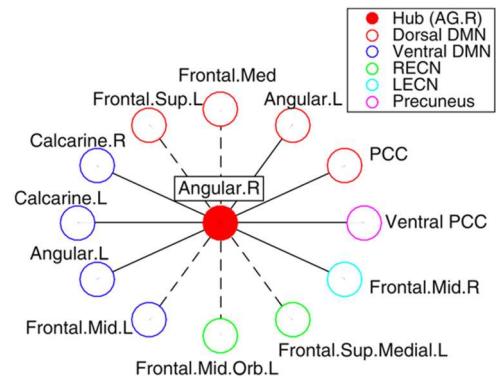 Hub (AG.R)
Dorsal DMN
Ventral DMN
RECN
LECN
Precuneus
Frontal.Med
Frontal.Sup.L
Angular.L
Calcarine.R
PCC
Angular.R
Calcarine.L
Ventral PCC
Angular.L
Frontal.Mid.R
Frontal.Mid.L
Frontal.Sup.Medial.L
Frontal.Mid.Orb.L